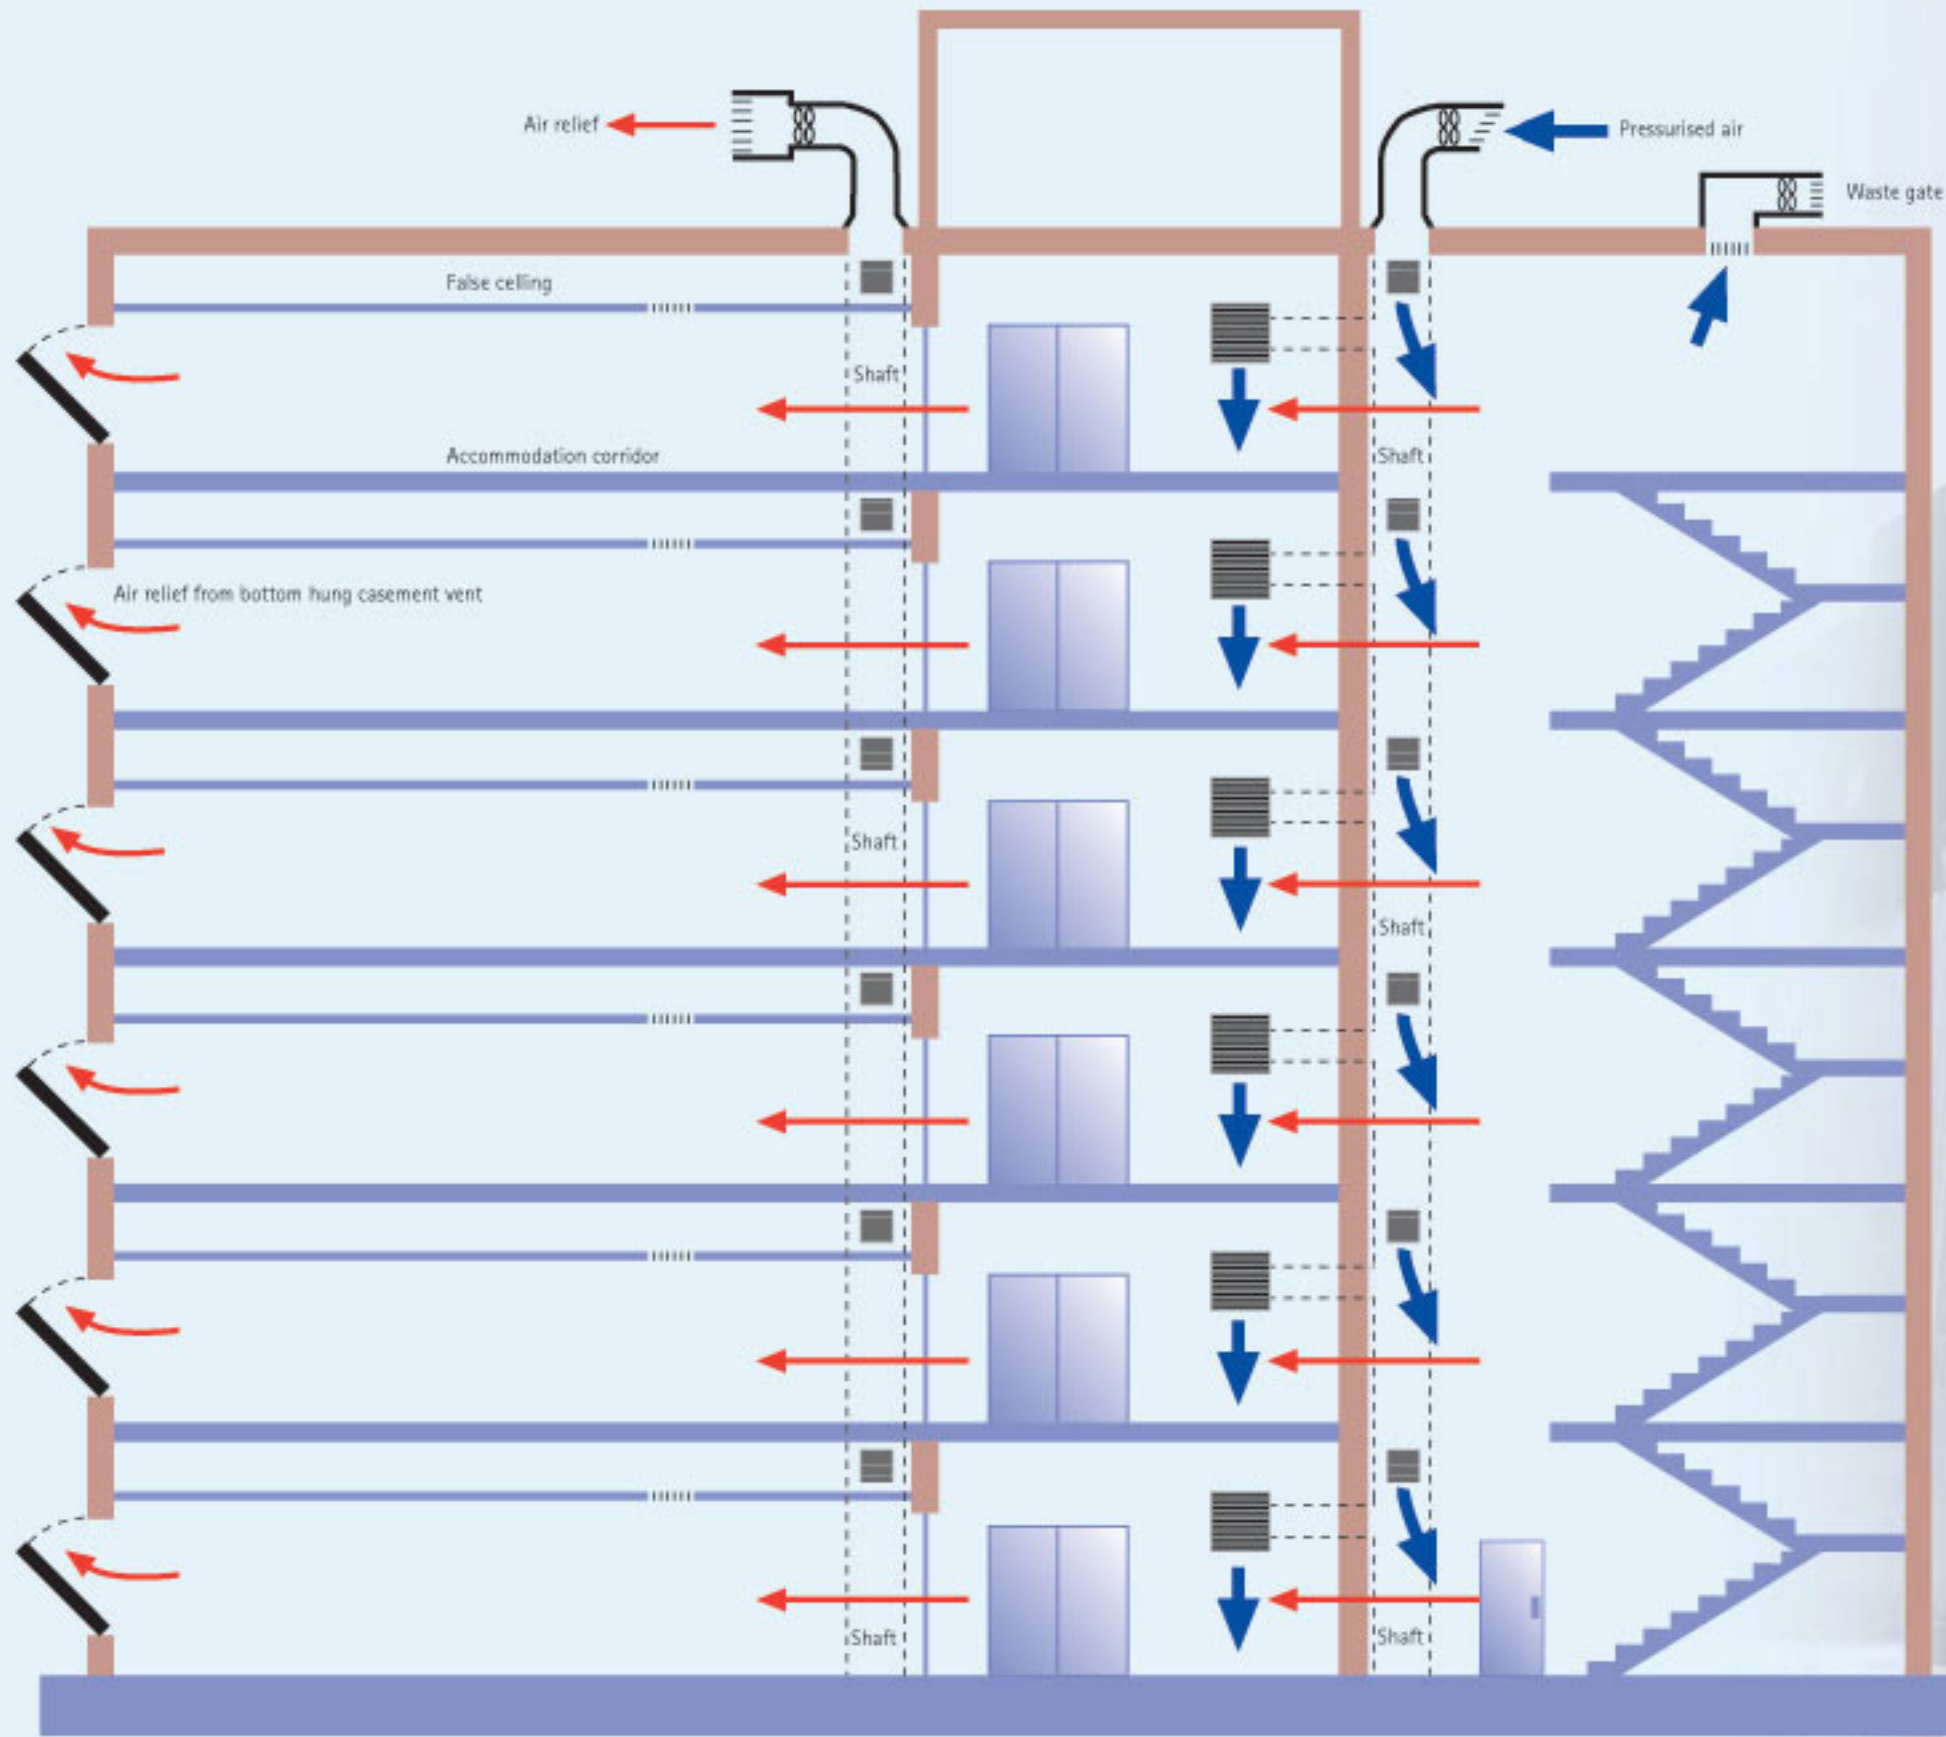 Air relief
Pressurised air
Waste gate
False celling
Shaft
Accommodation corridor
Shaft
Air relief from bottom hung casement vent
Shaft
Shaft
Shaft
Shaft